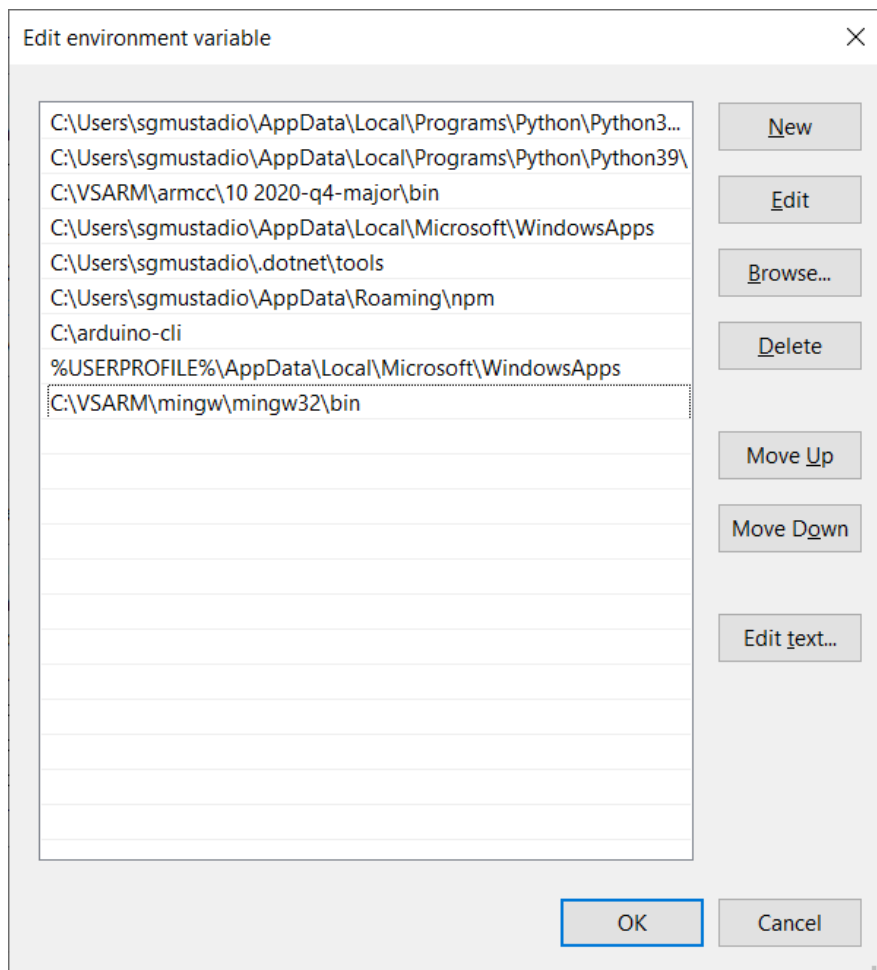 Edit environment variable
C:\Users\sgmustadio\AppData\Local\Programs\Python\Python3...
C:\Users\sgmustadio\AppData\Local\Programs\Python\Python39\
C:\VSARM\armcc\10 2020-q4-major\bin
C:\Users\sgmustadio\AppData\Local\Microsoft\WindowsApps
C:\Users\sgmustadio\.dotnet\tools
C:\Users\sgmustadio\AppData\Roaming\npm
C:\arduino-cli
%USERPROFILE%\AppData\Local\Microsoft\WindowsApps
C:\VSARM\mingw\mingw32\bin
New
Edit
Browse...
Delete
Move Up
Move Down
Edit text...
OK
Cancel